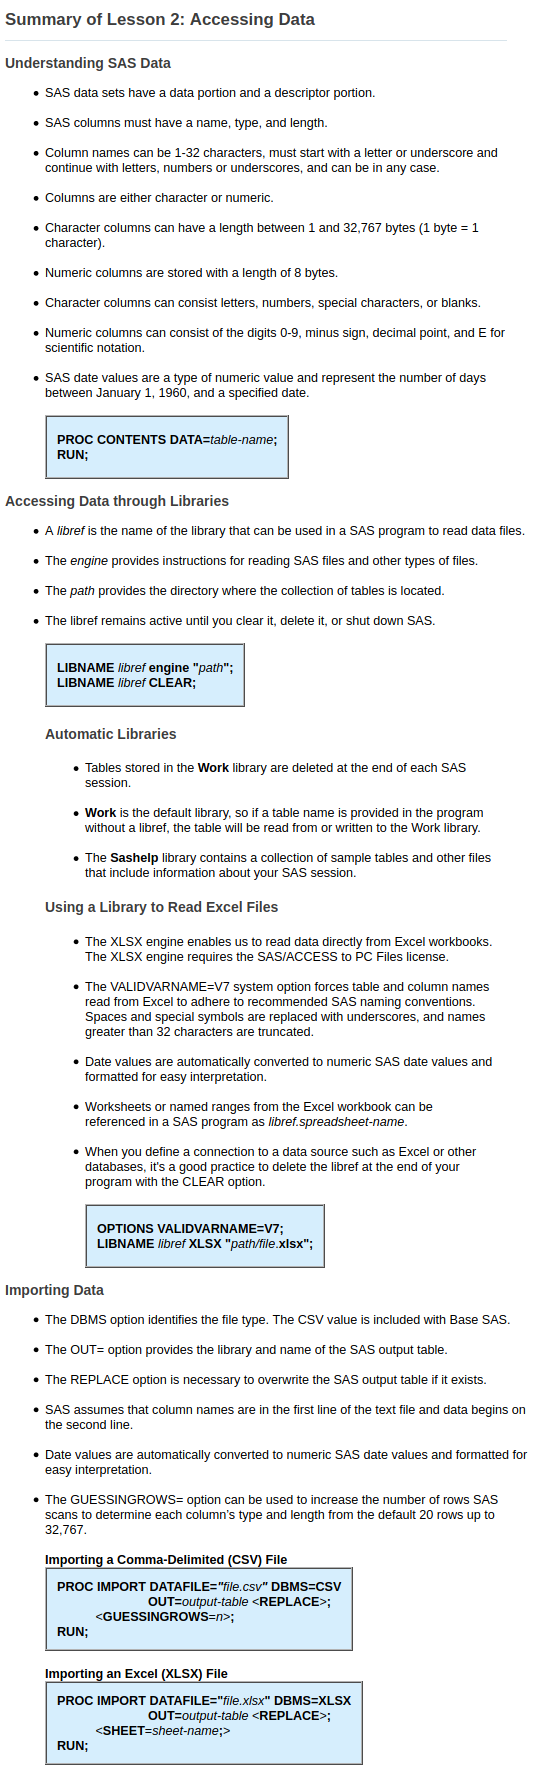 Summary of Lesson 2: Accessing Data
Understanding SAS Data
• SAS data sets have a data portion and a descriptor portion.
• SAS columns must have a name, type, and length.
• Column names can be 1-32 characters, must start with a letter or underscore and
continue with letters, numbers or underscores, and can be in any case.
• Columns are either character or numeric.
• Character columns can have a length between 1 and 32,767 bytes (1 byte = 1
character).
• Numeric columns are stored with a length of 8 bytes.
• Character columns can consist letters, numbers, special characters, or blanks.
• Numeric columns can consist of the digits 0-9, minus sign, decimal point, and E for
scientific notation.
• SAS date values are a type of numeric value and represent the number of days
between January 1, 1960, and a specified date.
PROC CONTENTS DATA=table-name;
RUN;
Accessing Data through Libraries
• A libref is the name of the library that can be used in a SAS program to read data files.
• The engine provides instructions for reading SAS files and other types of files.
• The path provides the directory where the collection of tables is located.
• The libref remains active until you clear it, delete it, or shut down SAS.
LIBNAME libref engine "path";
LIBNAME libref CLEAR;
Automatic Libraries
• Tables stored in the Work library are deleted at the end of each SAS
session.
• Work is the default library, so if a table name is provided in the program
without a libref, the table will be read from or written to the Work library.
• The Sashelp library contains a collection of sample tables and other files
that include information about your SAS session.
Using a Library to Read Excel Files
• The XLSX engine enables us to read data directly from Excel workbooks.
The XLSX engine requires the SAS/ACCESS to PC Files license.
• The VALIDVARNAME=V7 system option forces table and column names
read from Excel to adhere to recommended SAS naming conventions.
Spaces and special symbols are replaced with underscores, and names
greater than 32 characters are truncated.
• Date values are automatically converted to numeric SAS date values and
formatted for easy interpretation.
• Worksheets or named ranges from the Excel workbook can be
referenced in a SAS program as libref.spreadsheet-name.
• When you define a connection to a data source such as Excel or other
databases, it's a good practice to delete the libref at the end of your
program with the CLEAR option.
OPTIONS VALIDVARNAME=V7;
LIBNAME libref XLSX "path/file.xlsx";
Importing Data
• The DBMS option identifies the file type. The CSV value is included with Base SAS.
• The OUT= option provides the library and name of the SAS output table.
• The REPLACE option is necessary to overwrite the SAS output table if it exists.
• SAS assumes that column names are in the first line of the text file and data begins on
the second line.
• Date values are automatically converted to numeric SAS date values and formatted for
easy interpretation.
• The GUESSINGROWS= option can be used to increase the number of rows SAS
scans to determine each column's type and length from the default 20 rows up to
32,767.
Importing a Comma-Delimited (CSV) File
PROC IMPORT DATAFILE="file.csv" DBMS=CSV
OUT=output-table <REPLACE>;
<GUESSINGROWS=n>;
RUN;
Importing an Excel (XLSX) File
PROC IMPORT DATAFILE="file.xlsx" DBMS=XLSX
OUT=output-table <REPLACE>;
<SHEET=sheet-name;>
RUN;